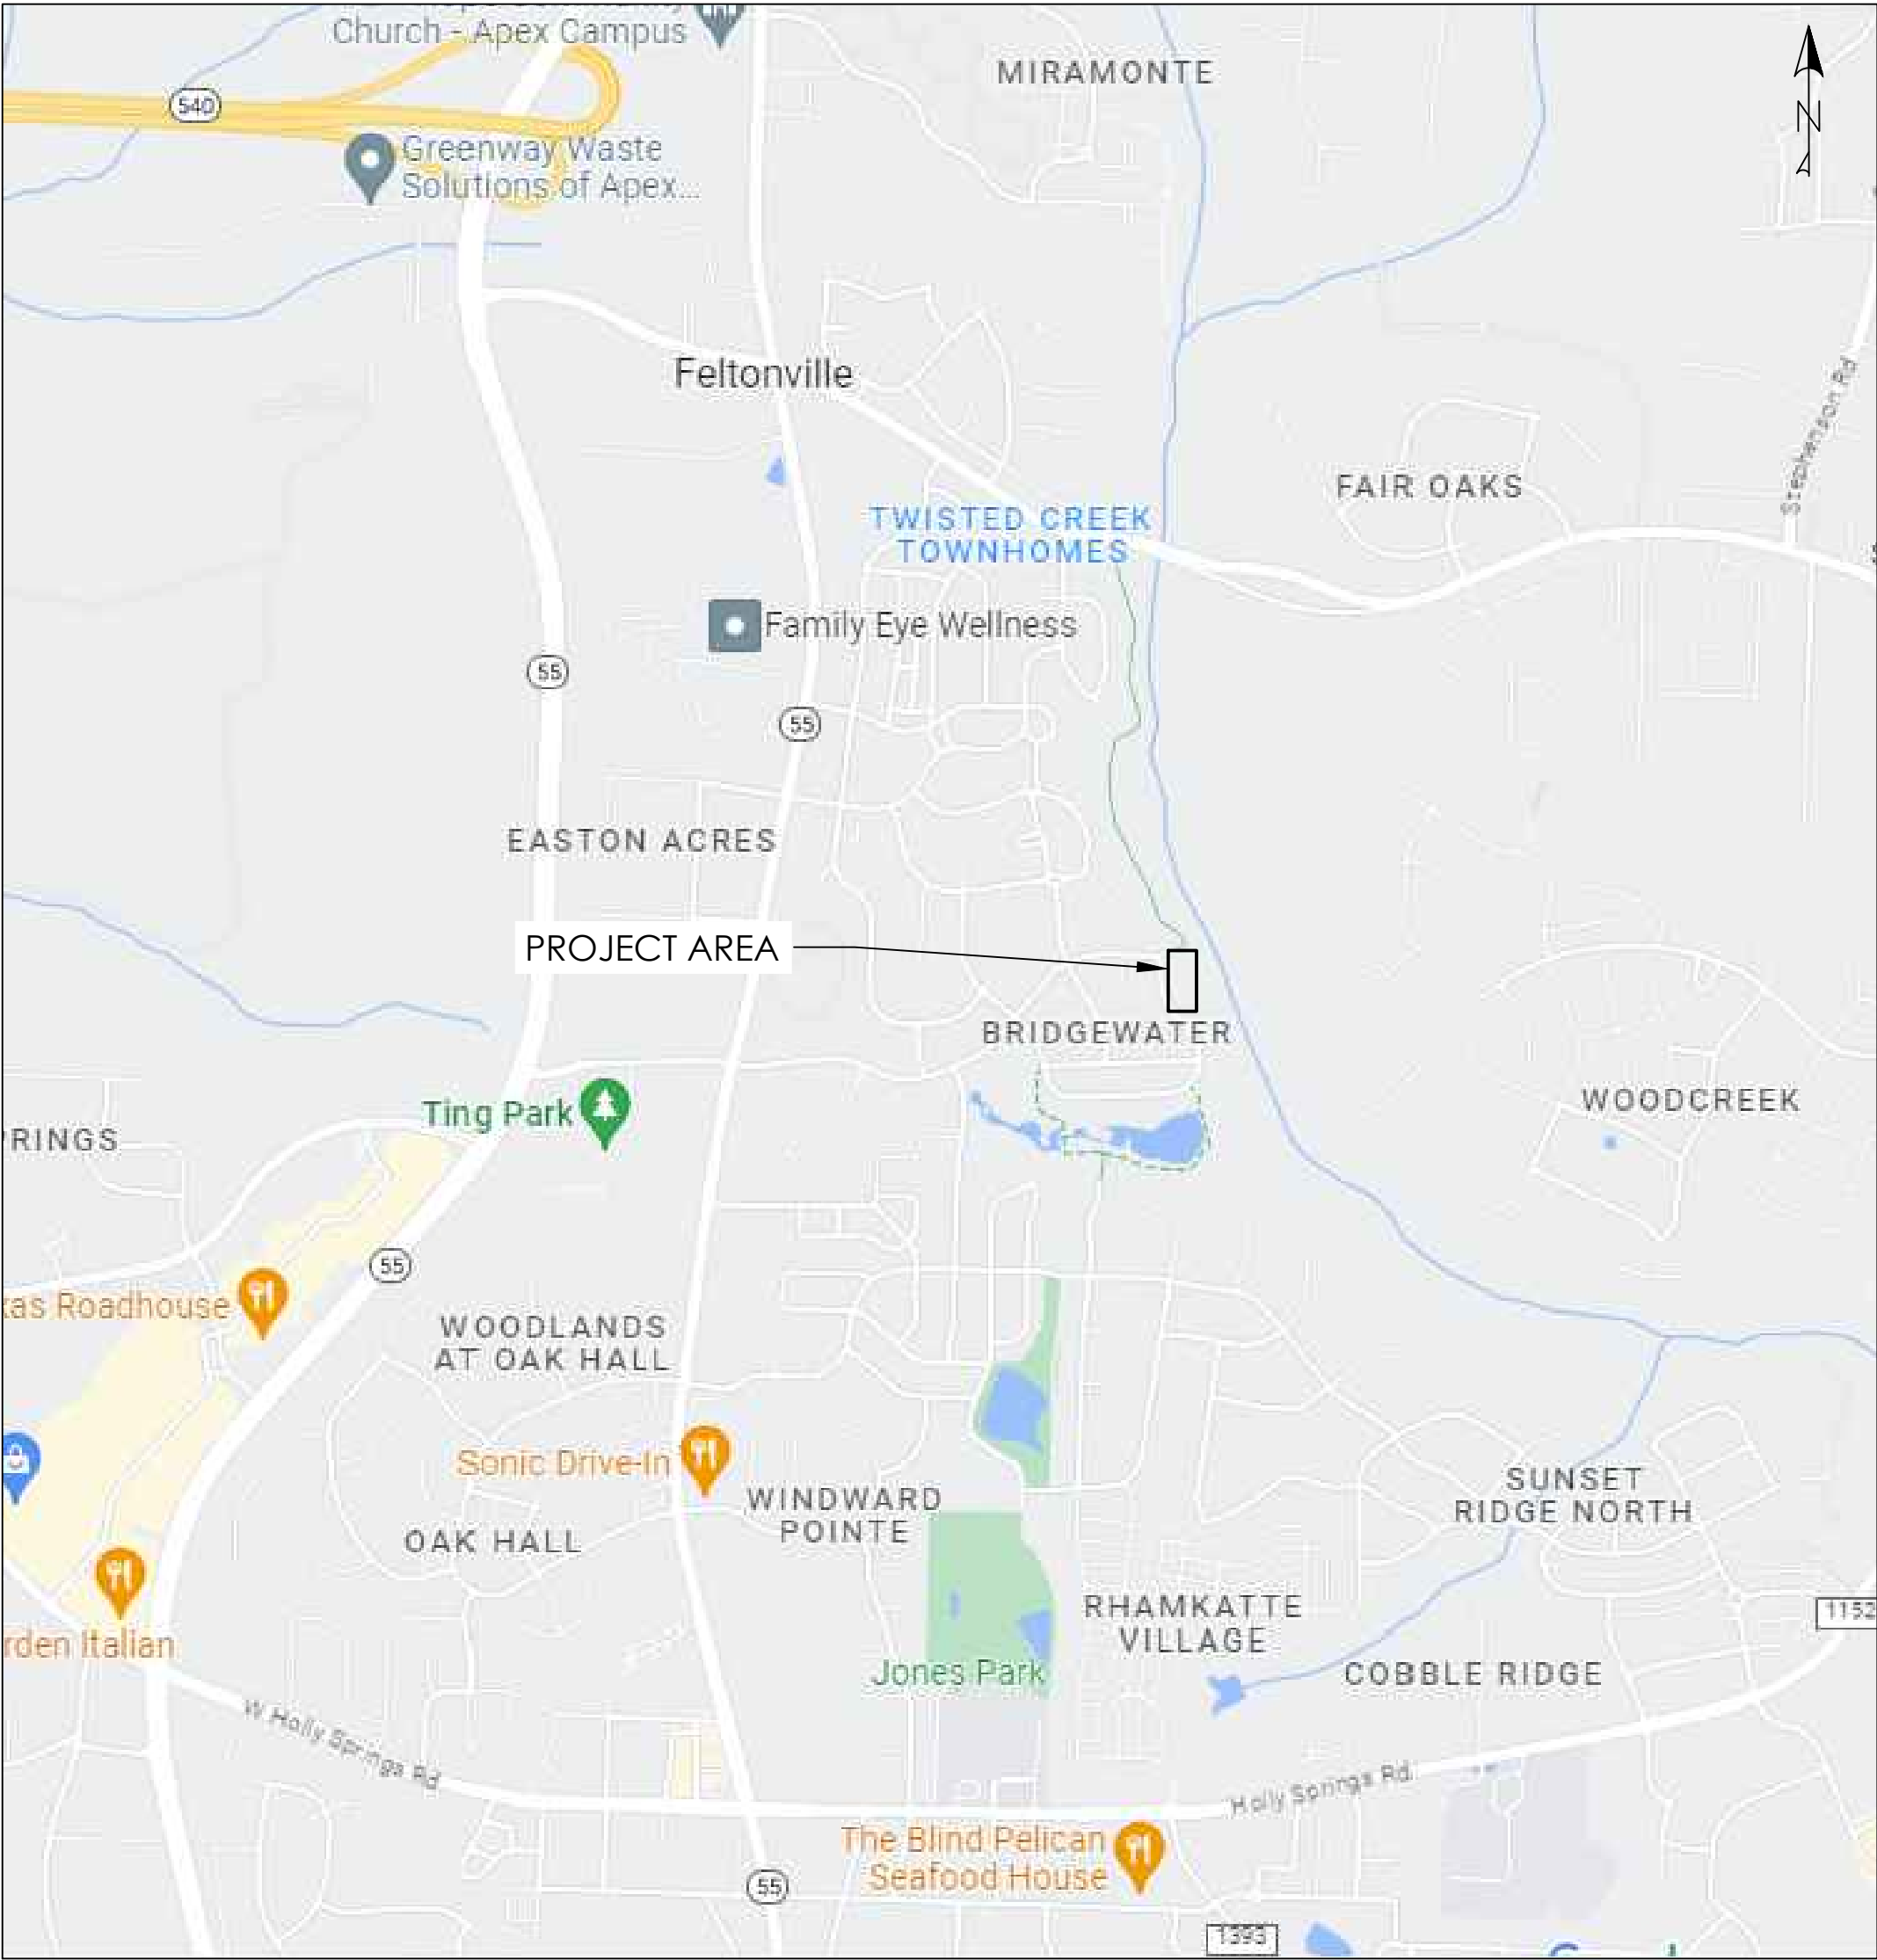 Church - Apex Campus
MIRAMONTE
540
N
Greenway Waste
Solutions of Apex...
Feltonville
Stephenson Rd
FAIR OAKS
TWISTED CREEK
TOWNHOMES
Family Eye Wellness
55
55
EASTON ACRES
PROJECT AREA
BRIDGEWATER
WOODCREEK
Ting Park
RINGS
55
as Roadhouse
WOODLANDS
AT OAK HALL
Sonic Drive-In
WINDWARD
POINTE
SUNSET
RIDGE NORTH
OAK HALL
RHAMKATTE
VILLAGE
1152
rden Italian
Jones Park
COBBLE RIDGE
W Holly Springs Rd
Holly Springs Rd
The Blind Pelican
Seafood House
55
1393